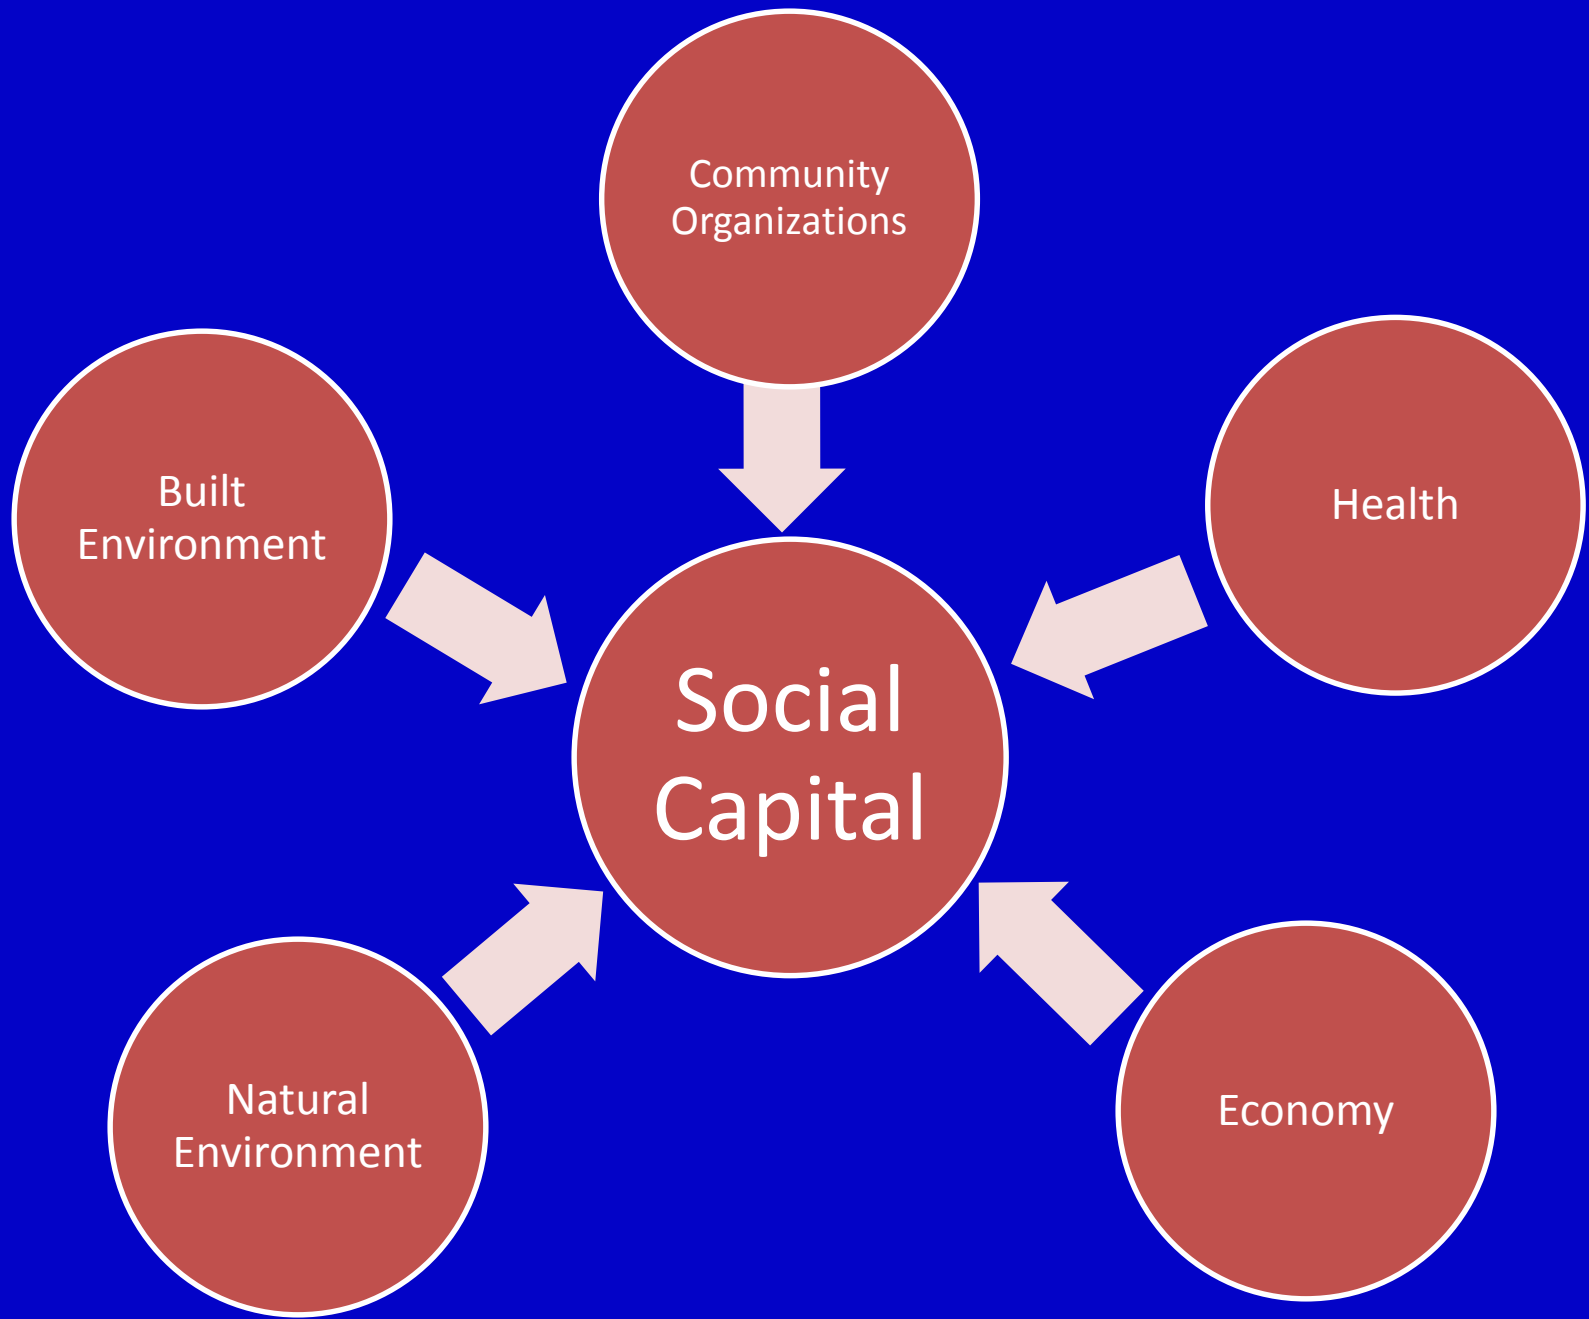 Community
Organizations
Built
Environment
Health
Social
Capital
Natural
Environment
Economy